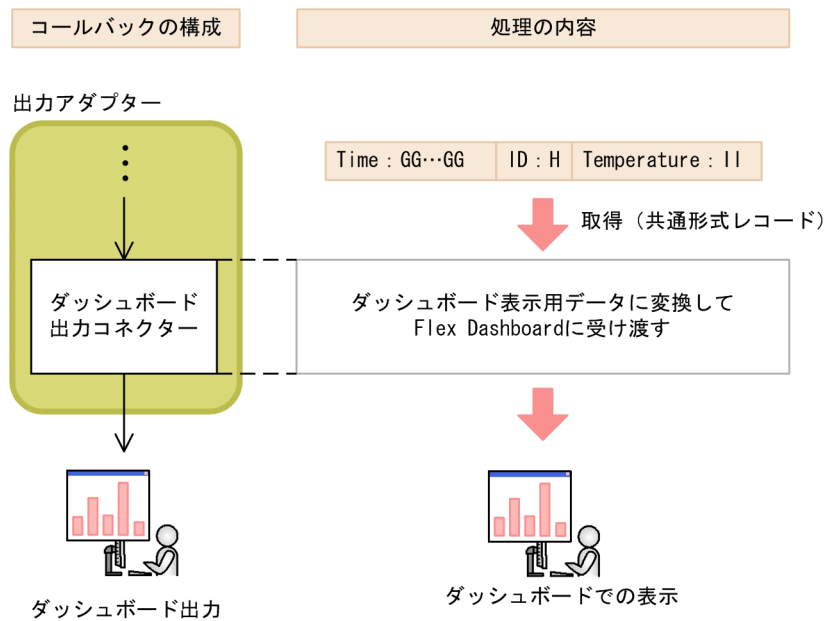 コールバックの構成
処理の内容
出力アダプター
Time:GG…GG ID:H Temperature:II
取得(共通形式レコード)
ダッシュボード
出力コネクター
ダッシュボード表示用データに変換して
Flex Dashboardに受け渡す
ダッシュボード出力
ダッシュボードでの表示